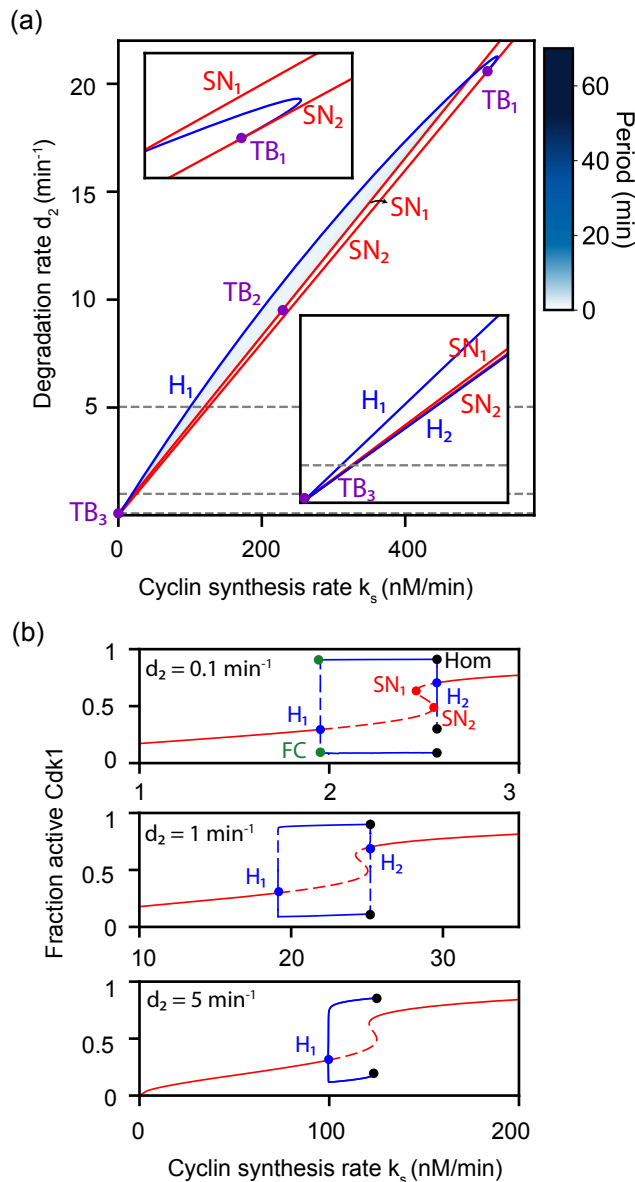 (a)
SN₁
SN₂
TB₁
TB₁
SN₁
SN₂
TB₂
H₁
SN₁
H₁
SN₂
H₂
TB₃
TB₃
20
15
10
5
0
200
400
Degradation rate d₂ (min⁻¹)
Cyclin synthesis rate kₛ (nM/min)
60
40
20
0
Period (min)
(b)
Fraction active Cdk1
1
0.5
0
d₂ = 0.1 min⁻¹
Hom
SN₁
H₂
H₁
SN₂
FC
1
2
3
1
0.5
0
d₂ = 1 min⁻¹
H₁
H₂
10
20
30
1
0.5
0
d₂ = 5 min⁻¹
H₁
0
100
200
Cyclin synthesis rate kₛ (nM/min)